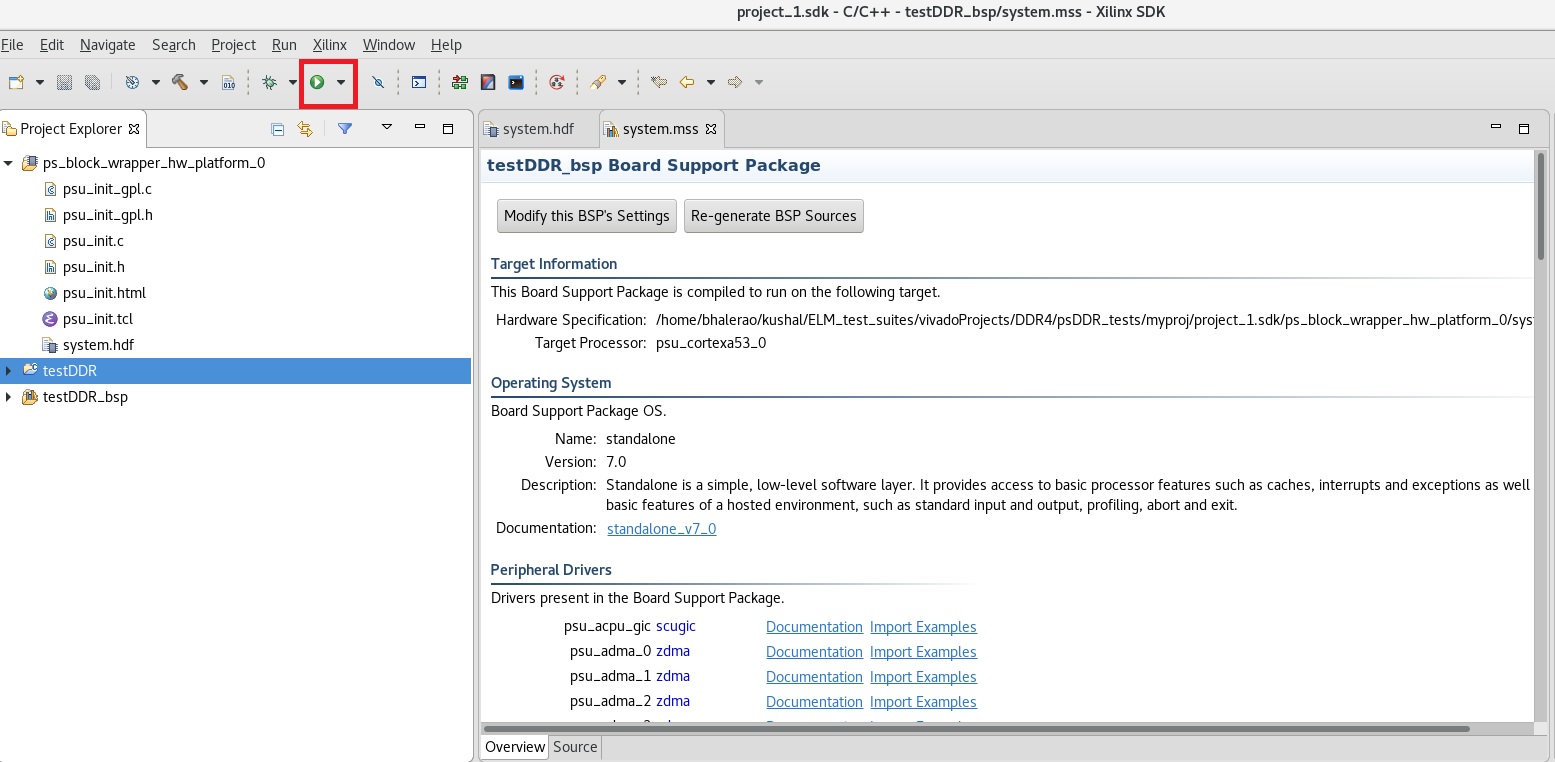 project_1.sdk - C/C++ - testDDR_bsp/system.mss - Xilinx SDK
File Edit Navigate Search Project Run Xilinx Window Help
010
Project Explorer
ps_block_wrapper_hw_platform_0
psu_init_gpl.c
psu_init_gpl.h
psu_init.c
psu_init.h
psu_init.html
psu_init.tcl
system.hdf
testDDR
testDDR_bsp
system.hdf system.mss
testDDR_bsp Board Support Package
Modify this BSP's Settings Re-generate BSP Sources
Target Information
This Board Support Package is compiled to run on the following target.
Hardware Specification: /home/bhalerao/kushal/ELM_test_suites/vivadoProjects/DDR4/psDDR_tests/myproj/project_1.sdk/ps_block_wrapper_hw_platform_0/sys
Target Processor: psu_cortexa53_0
Operating System
Board Support Package OS.
Name: standalone
Version: 7.0
Description: Standalone is a simple, low-level software layer. It provides access to basic processor features such as caches, interrupts and exceptions as well
basic features of a hosted environment, such as standard input and output, profiling, abort and exit.
Documentation: standalone_v7_0
Peripheral Drivers
Drivers present in the Board Support Package.
psu_acpu_gic scugic Documentation Import Examples
psu_adma_0 zdma Documentation Import Examples
psu_adma_1 zdma Documentation Import Examples
psu_adma_2 zdma Documentation Import Examples
Overview Source